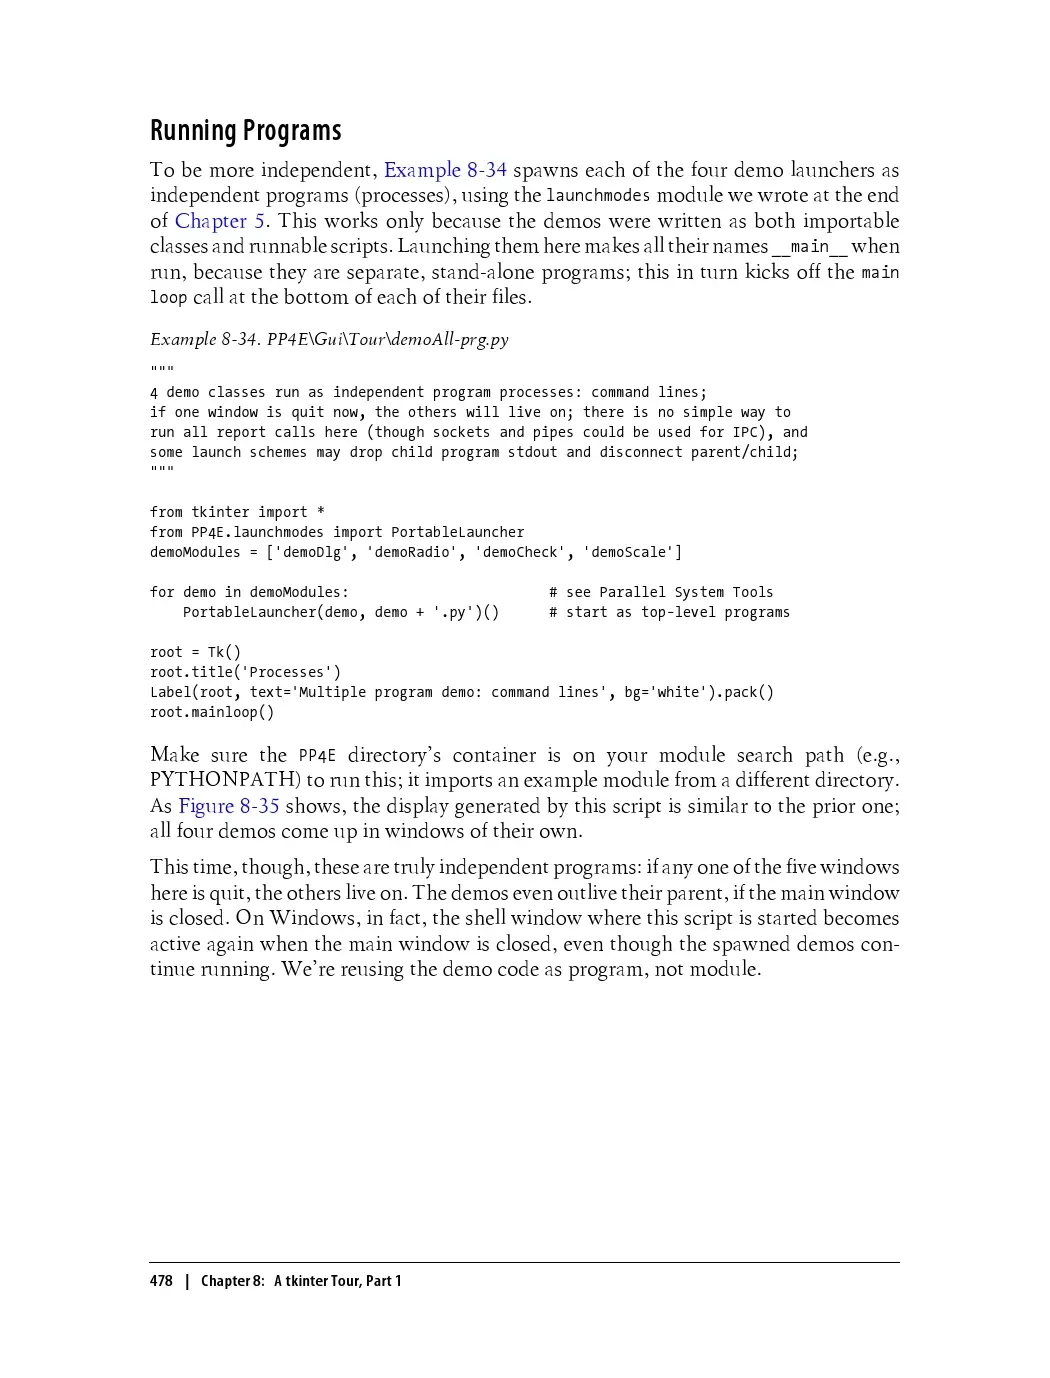 Running Programs
To be more independent, Example 8-34 spawns each of the four demo launchers as
independent programs (processes), using the launchmodes module we wrote at the end
of Chapter 5. This works only because the demos were written as both importable
classes and runnable scripts. Launching them here makes all their names __main__ when
run, because they are separate, stand-alone programs; this in turn kicks off the main
loop call at the bottom of each of their files.
Example 8-34. PP4E\Gui\Tour\demoAll-prg.py
"""
4 demo classes run as independent program processes: command lines;
if one window is quit now, the others will live on; there is no simple way to
run all report calls here (though sockets and pipes could be used for IPC), and
some launch schemes may drop child program stdout and disconnect parent/child;
"""
from tkinter import *
from PP4E.launchmodes import PortableLauncher
demoModules = ['demoDlg', 'demoRadio', 'demoCheck', 'demoScale']
for demo in demoModules: # see Parallel System Tools
    PortableLauncher(demo, demo + '.py')() # start as top-level programs
root = Tk()
root.title('Processes')
Label(root, text='Multiple program demo: command lines', bg='white').pack()
root.mainloop()
Make sure the PP4E directory's container is on your module search path (e.g.,
PYTHONPATH) to run this; it imports an example module from a different directory.
As Figure 8-35 shows, the display generated by this script is similar to the prior one;
all four demos come up in windows of their own.
This time, though, these are truly independent programs: if any one of the five windows
here is quit, the others live on. The demos even outlive their parent, if the main window
is closed. On Windows, in fact, the shell window where this script is started becomes
active again when the main window is closed, even though the spawned demos con-
tinue running. We're reusing the demo code as program, not module.
478 | Chapter 8: A tkinter Tour, Part 1